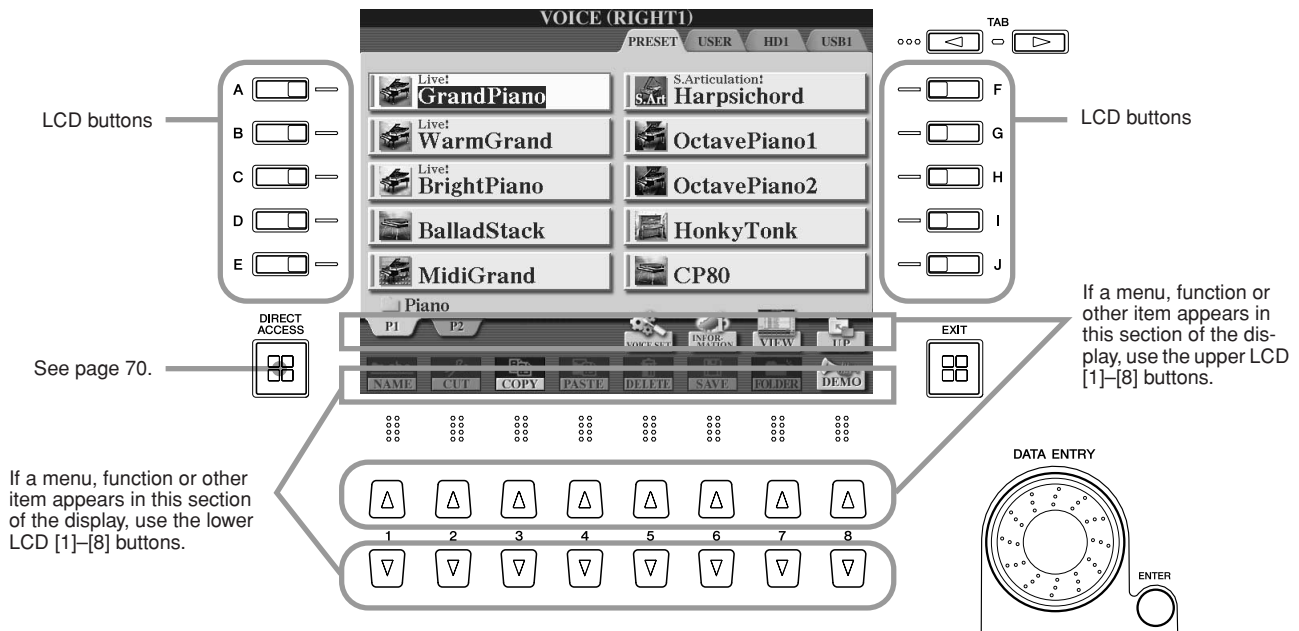 VOICE (RIGHT1)
PRESET USER HD1 USB1
TAB
LCD buttons
A
B
C
D
E
Live!
GrandPiano
Live!
WarmGrand
Live!
BrightPiano
BalladStack
MidiGrand
S.Articulation!
S.Art Harpsichord
OctavePiano1
OctavePiano2
HonkyTonk
CP80
F
G
H
I
J
LCD buttons
Piano
P1 P2
VOICE SET
INFOR-
MATION
VIEW
UP
NAME CUT COPY PASTE DELETE SAVE FOLDER DEMO
DIRECT
ACCESS
See page 70.
EXIT
If a menu, function or
other item appears in
this section of the dis-
play, use the upper LCD
[1]–[8] buttons.
If a menu, function or other
item appears in this section
of the display, use the lower
LCD [1]–[8] buttons.
1 2 3 4 5 6 7 8
DATA ENTRY
ENTER